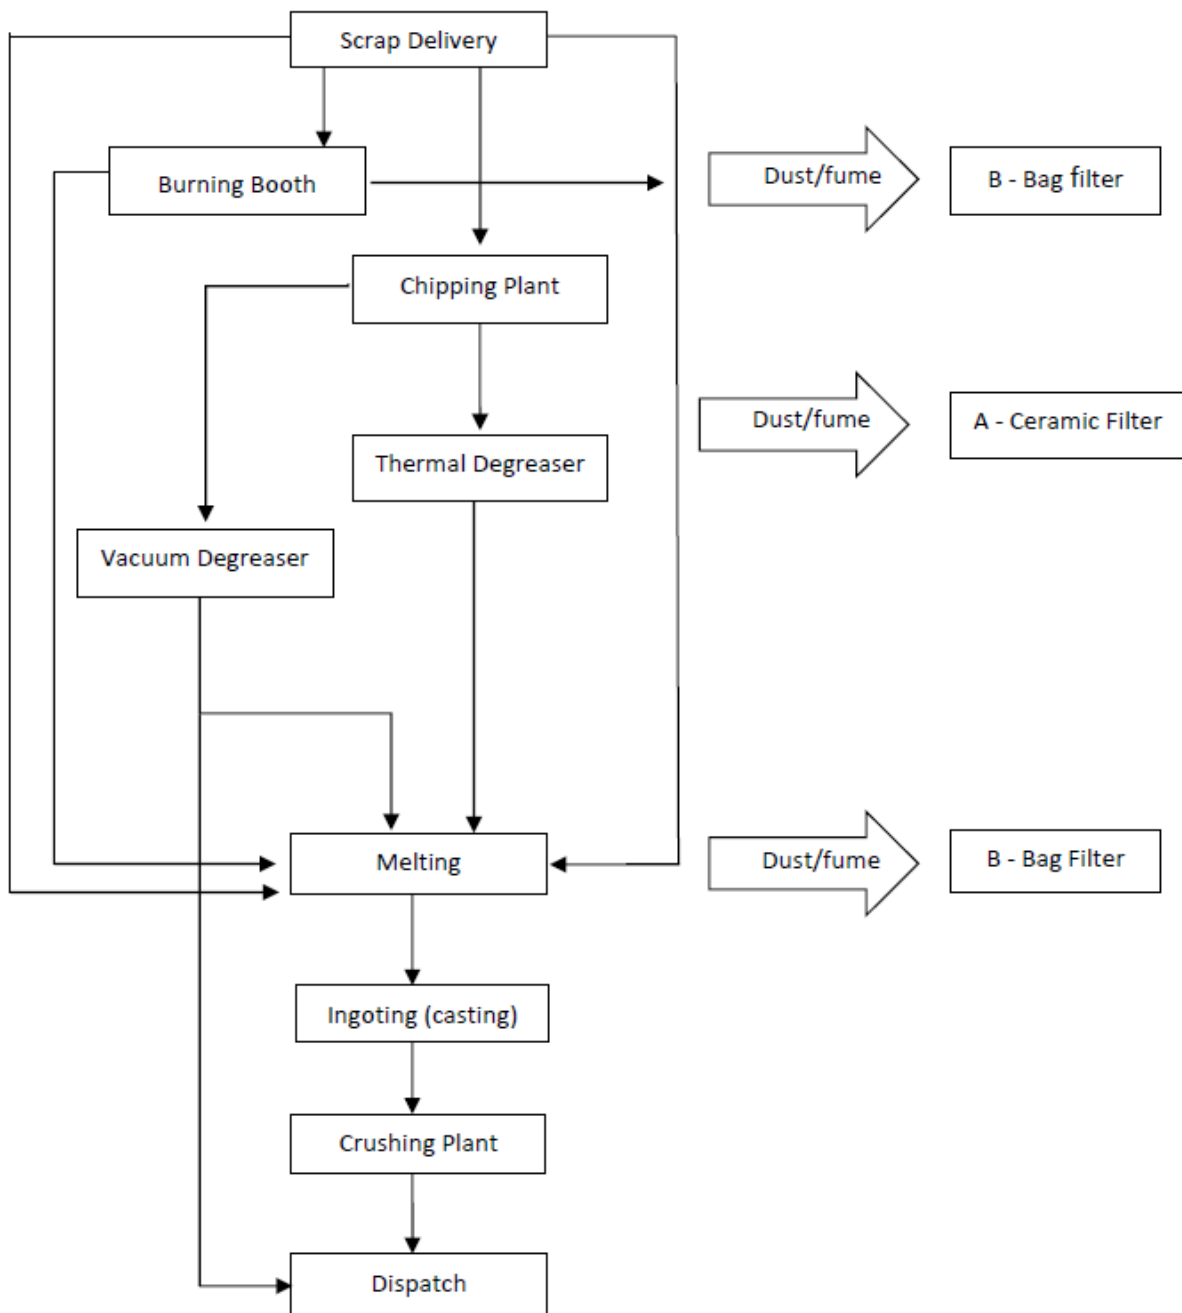 Scrap Delivery
Burning Booth
Dust/fume
B - Bag filter
Chipping Plant
Thermal Degreaser
Dust/fume
A - Ceramic Filter
Vacuum Degreaser
Melting
Dust/fume
B - Bag Filter
Ingoting (casting)
Crushing Plant
Dispatch